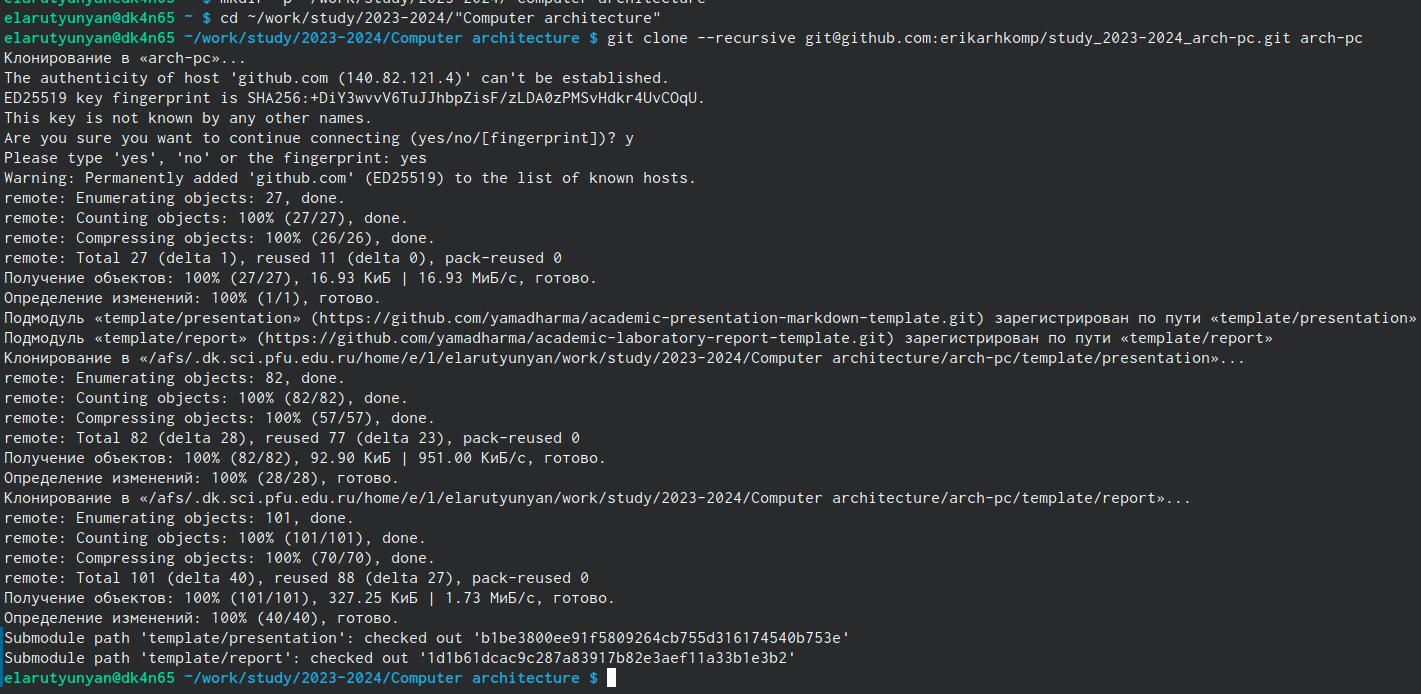 elarutyunyan@dk4n65 ~ $ mkdir -p ~/work/study/2023-2024/"Computer architecture"
elarutyunyan@dk4n65 ~ $ cd ~/work/study/2023-2024/"Computer architecture"
elarutyunyan@dk4n65 ~/work/study/2023-2024/Computer architecture $ git clone --recursive git@github.com:erikarhkomp/study_2023-2024_arch-pc.git arch-pc
Клонирование в «arch-pc»...
The authenticity of host 'github.com (140.82.121.4)' can't be established.
ED25519 key fingerprint is SHA256:+DiY3wvvV6TuJJhbpZisF/zLDA0zPMSvHdkr4UvCOqU.
This key is not known by any other names.
Are you sure you want to continue connecting (yes/no/[fingerprint])? y
Please type 'yes', 'no' or the fingerprint: yes
Warning: Permanently added 'github.com' (ED25519) to the list of known hosts.
remote: Enumerating objects: 27, done.
remote: Counting objects: 100% (27/27), done.
remote: Compressing objects: 100% (26/26), done.
remote: Total 27 (delta 1), reused 11 (delta 0), pack-reused 0
Получение объектов: 100% (27/27), 16.93 КиБ | 16.93 МиБ/с, готово.
Определение изменений: 100% (1/1), готово.
Подмодуль «template/presentation» (https://github.com/yamadharma/academic-presentation-markdown-template.git) зарегистрирован по пути «template/presentation»
Подмодуль «template/report» (https://github.com/yamadharma/academic-laboratory-report-template.git) зарегистрирован по пути «template/report»
Клонирование в «/afs/.dk.sci.pfu.edu.ru/home/e/l/elarutyunyan/work/study/2023-2024/Computer architecture/arch-pc/template/presentation»...
remote: Enumerating objects: 82, done.
remote: Counting objects: 100% (82/82), done.
remote: Compressing objects: 100% (57/57), done.
remote: Total 82 (delta 28), reused 77 (delta 23), pack-reused 0
Получение объектов: 100% (82/82), 92.90 КиБ | 951.00 КиБ/с, готово.
Определение изменений: 100% (28/28), готово.
Клонирование в «/afs/.dk.sci.pfu.edu.ru/home/e/l/elarutyunyan/work/study/2023-2024/Computer architecture/arch-pc/template/report»...
remote: Enumerating objects: 101, done.
remote: Counting objects: 100% (101/101), done.
remote: Compressing objects: 100% (70/70), done.
remote: Total 101 (delta 40), reused 88 (delta 27), pack-reused 0
Получение объектов: 100% (101/101), 327.25 КиБ | 1.73 МиБ/с, готово.
Определение изменений: 100% (40/40), готово.
Submodule path 'template/presentation': checked out 'b1be3800ee91f5809264cb755d316174540b753e'
Submodule path 'template/report': checked out '1d1b61dcac9c287a83917b82e3aef11a33b1e3b2'
elarutyunyan@dk4n65 ~/work/study/2023-2024/Computer architecture $